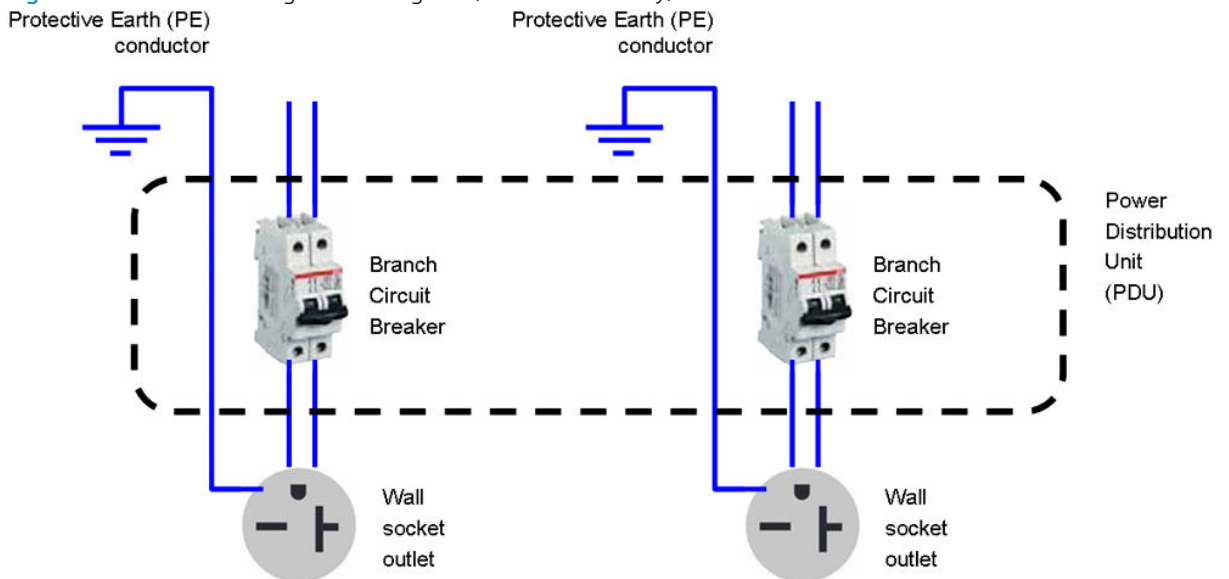 Protective Earth (PE)
conductor
Protective Earth (PE)
conductor
Branch
Circuit
Breaker
Branch
Circuit
Breaker
Power
Distribution
Unit
(PDU)
Wall
socket
outlet
Wall
socket
outlet